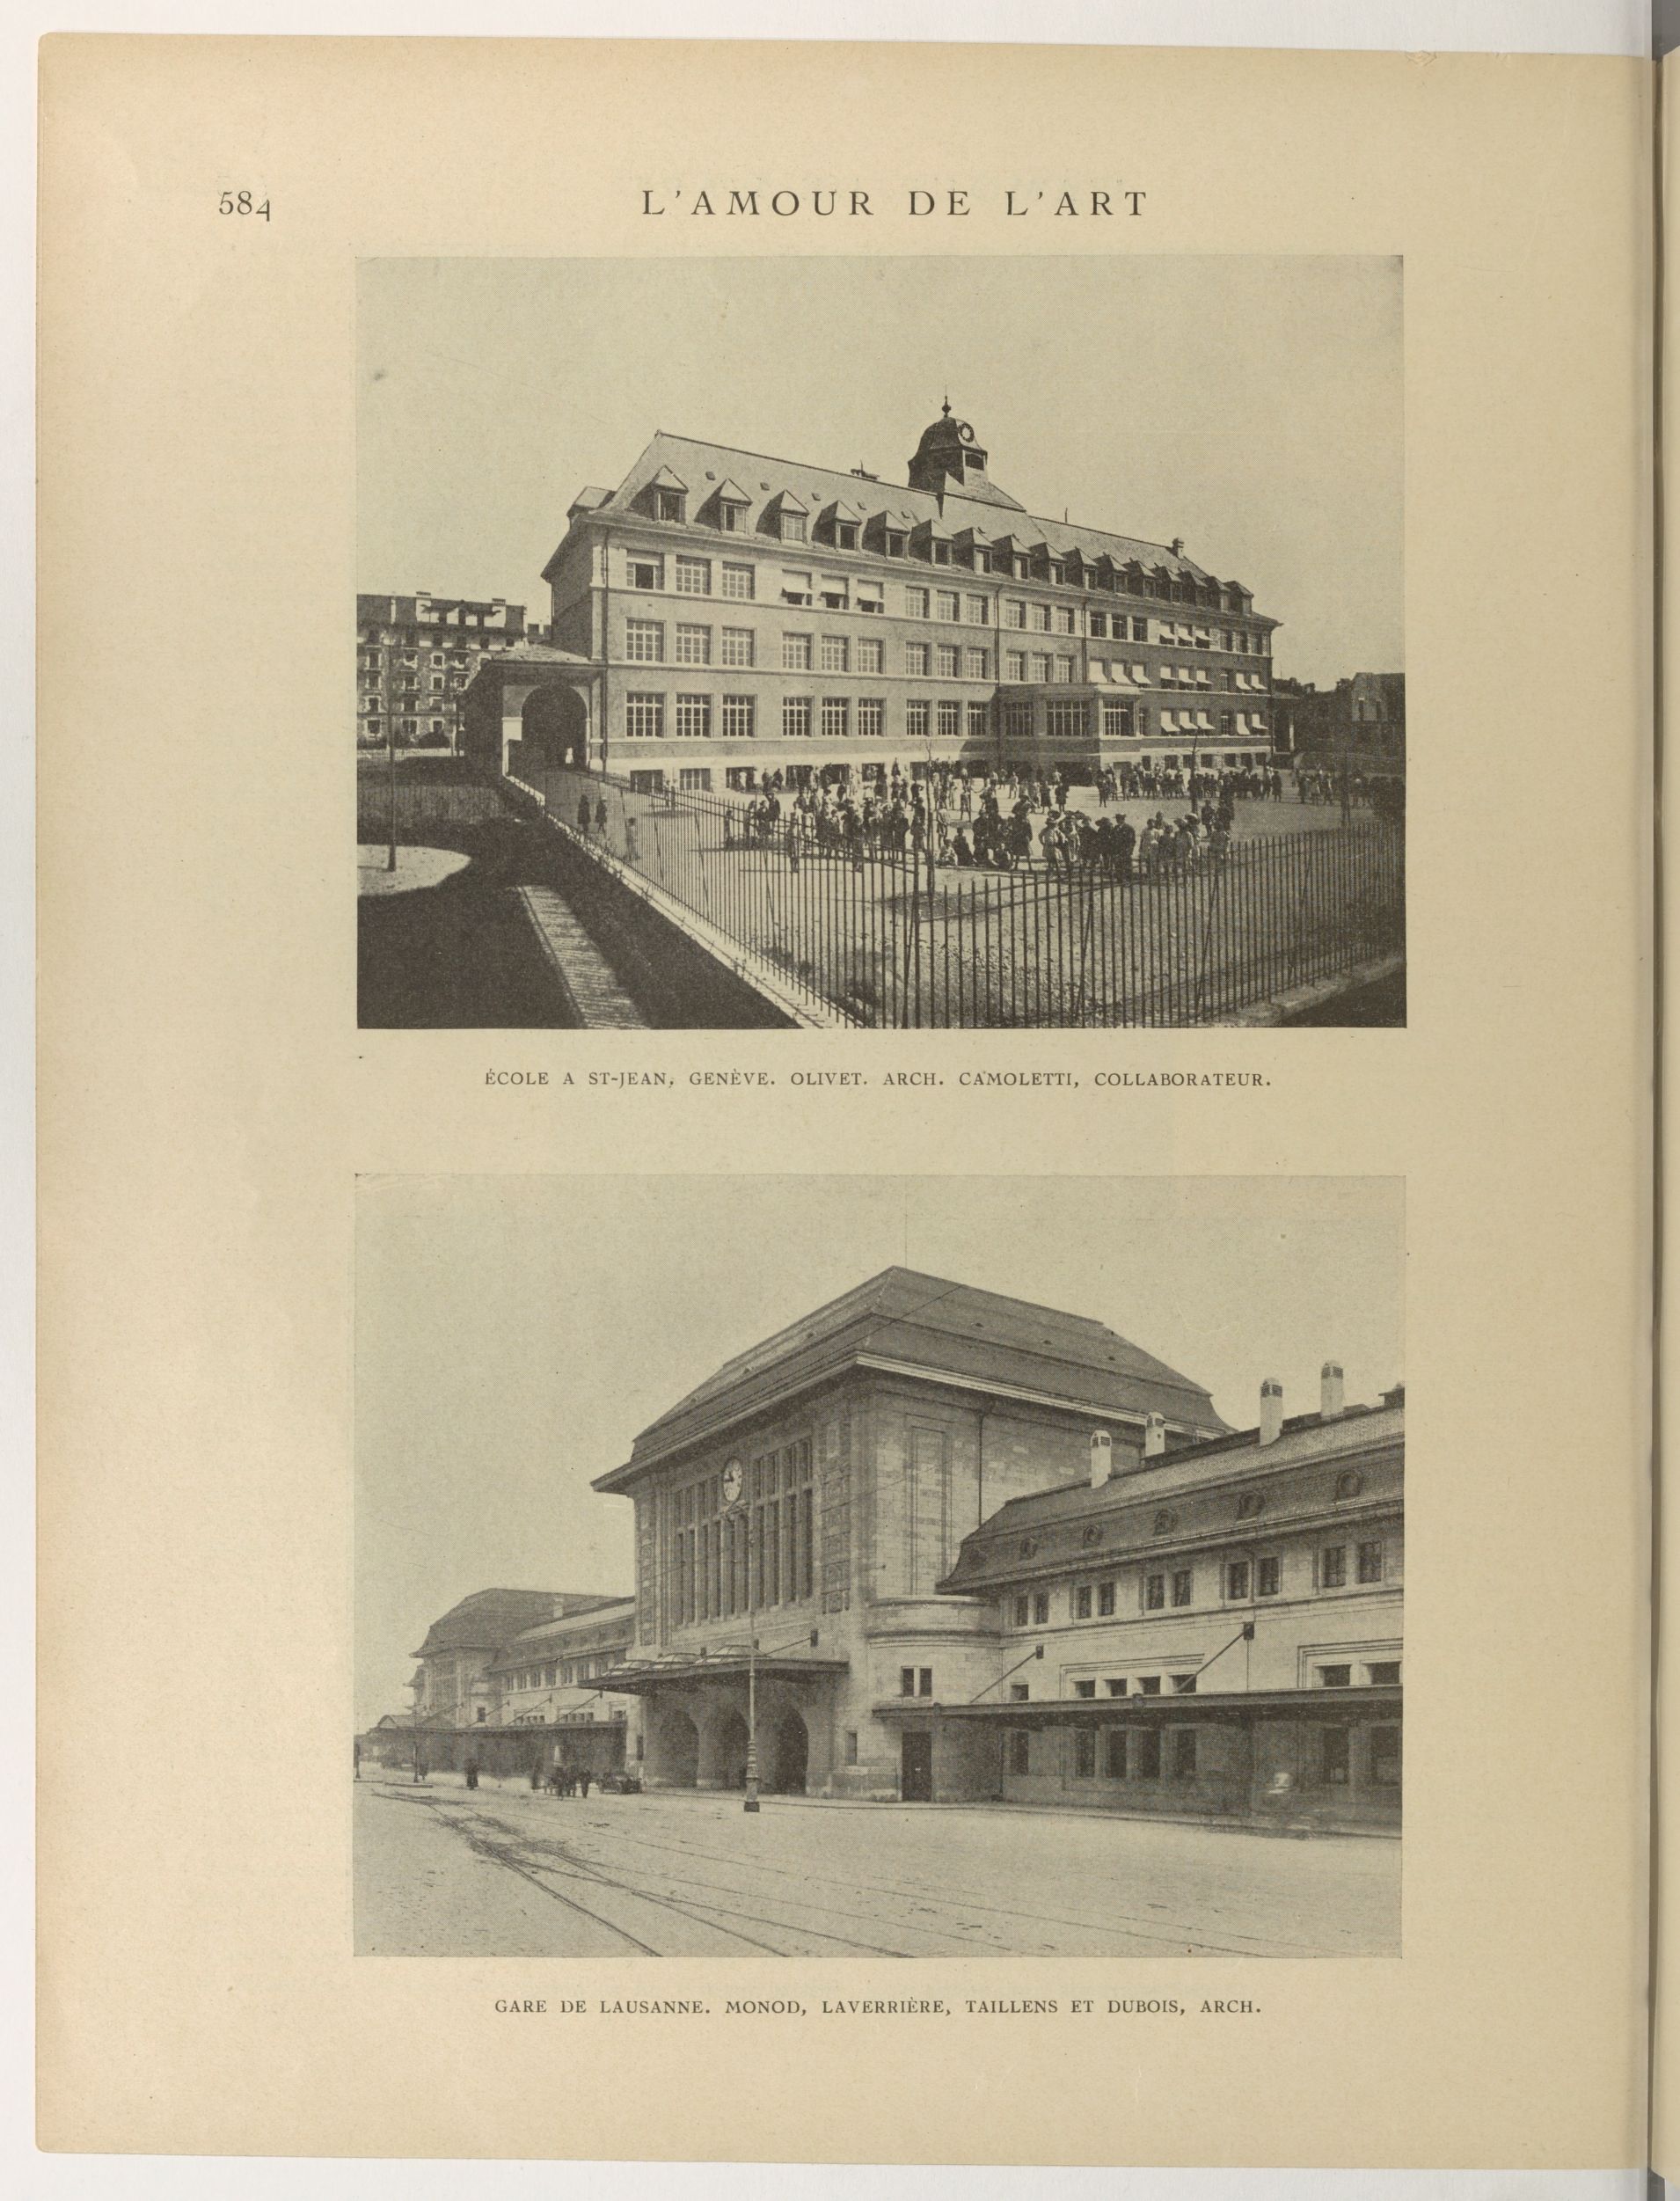 584
L'AMOUR DE L'ART
ÉCOLE A ST-JEAN, GENÈVE. OLIVET. ARCH. CAMOLETTI, COLLABORATEUR.
GARE DE LAUSANNE. MONOD, LAVERRIÈRE, TAILLENS ET DUBOIS, ARCH.